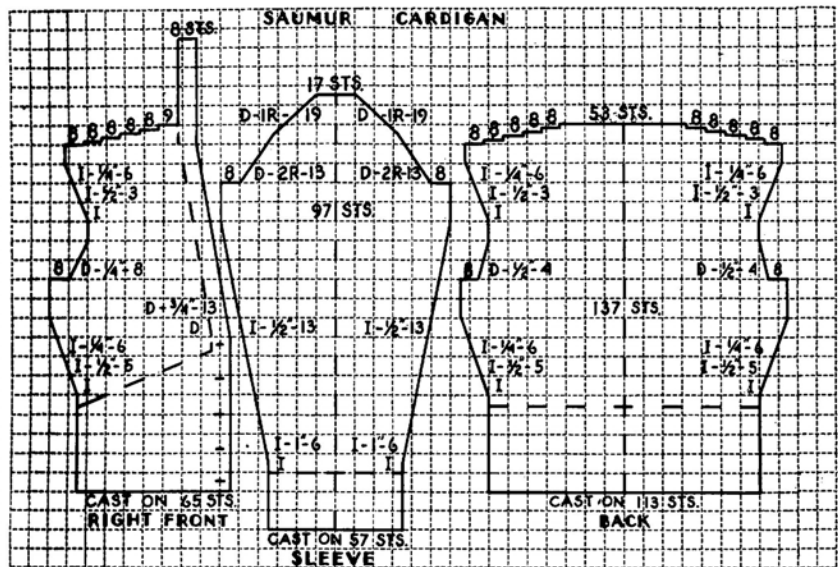 SAUMUR CARDIGAN
8 STS.
8 8 8 8 8 9
I-¼"-6
I-½"-3
I
8 D-¼"-8
D-¾"-13
D
I-¼"-6
I-½"-5
I
CAST ON 65 STS.
RIGHT FRONT
17 STS.
D-1R-19 D-1R-19
8 D-2R-13 D-2R-13 8
97 STS.
I-½"-13 I-½"-13
I-1"-6 I-1"-6
I I
CAST ON 57 STS.
SLEEVE
8 8 8 8 8 53 STS. 8 8 8 8 8
I-¼"-6 I-¼"-6
I-½"-3 I-½"-3
I I
8 D-½"-4 D-½"-4 8
137 STS.
I-¼"-6 I-¼"-6
I-½"-5 I-½"-5
I I
CAST ON 113 STS.
BACK